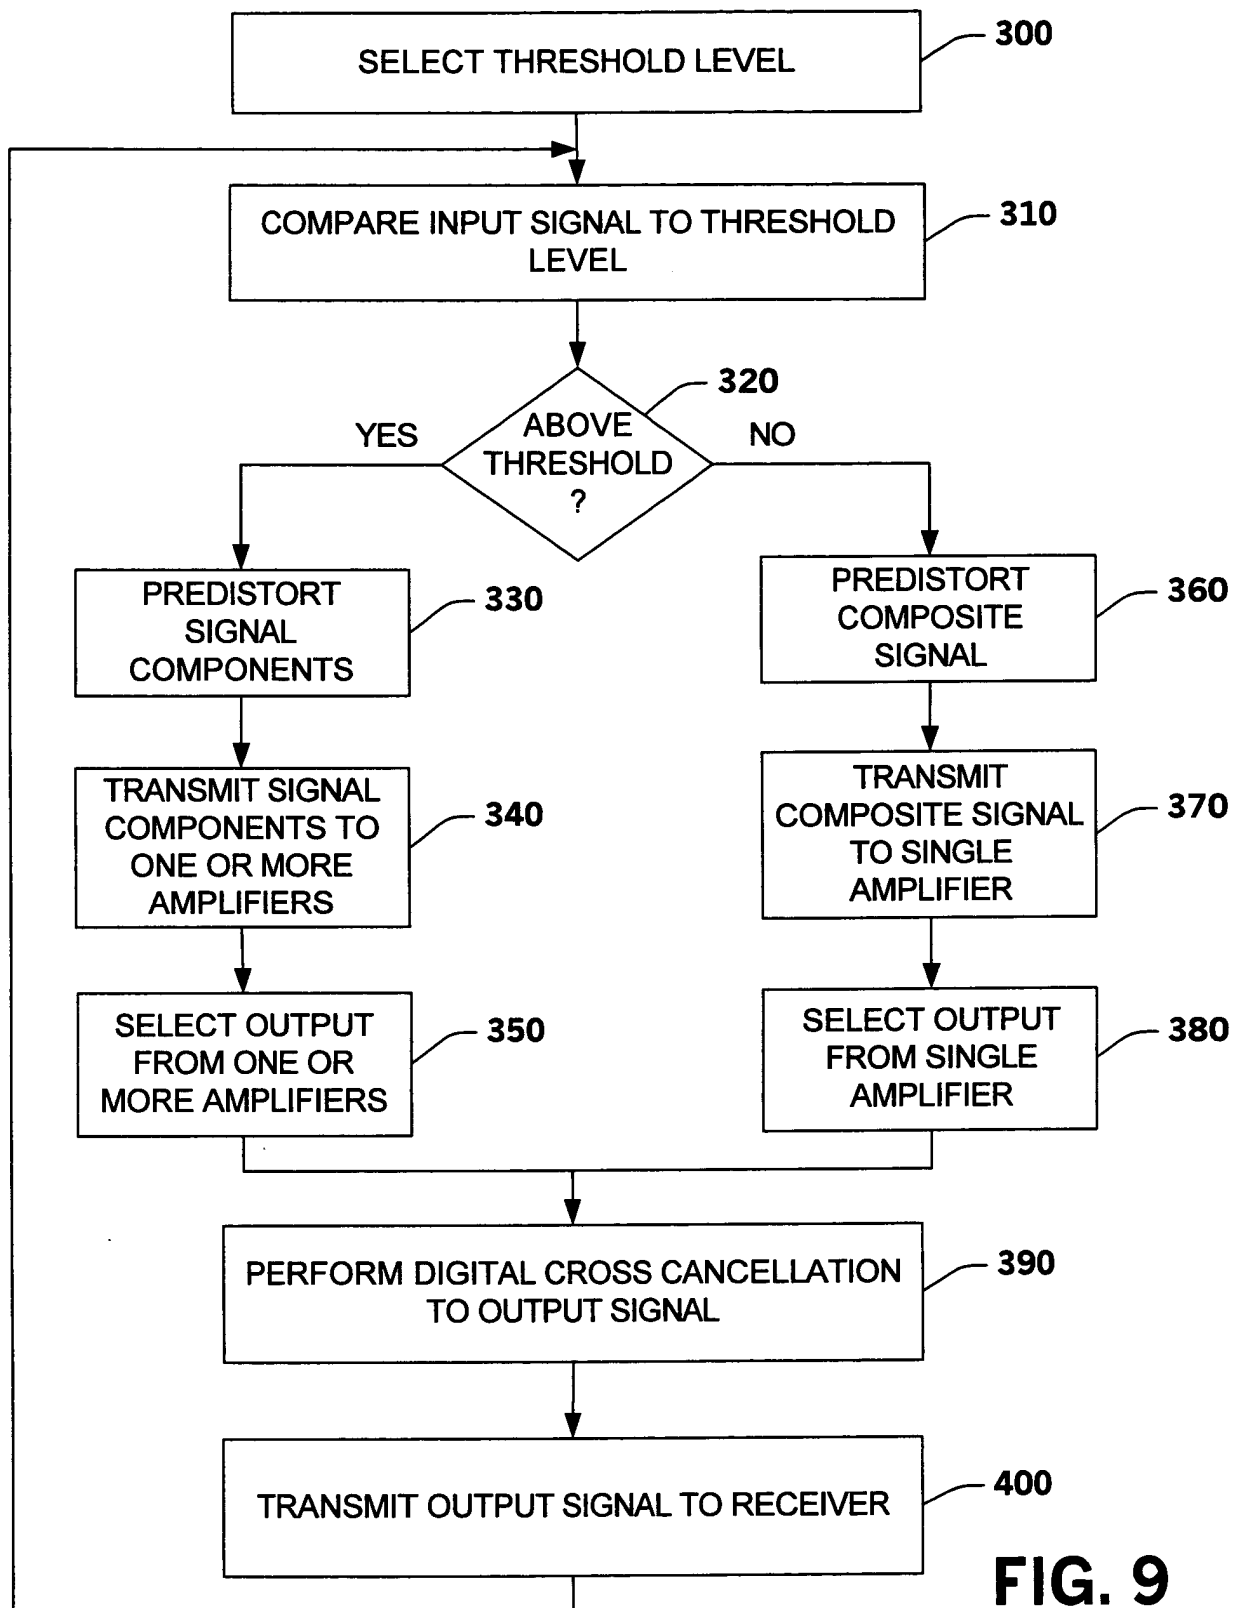 SELECT THRESHOLD LEVEL
300
COMPARE INPUT SIGNAL TO THRESHOLD
LEVEL
310
ABOVE
THRESHOLD
?
320
YES
NO
PREDISTORT
SIGNAL
COMPONENTS
330
PREDISTORT
COMPOSITE
SIGNAL
360
TRANSMIT SIGNAL
COMPONENTS TO
ONE OR MORE
AMPLIFIERS
340
TRANSMIT
COMPOSITE SIGNAL
TO SINGLE
AMPLIFIER
370
SELECT OUTPUT
FROM ONE OR
MORE AMPLIFIERS
350
SELECT OUTPUT
FROM SINGLE
AMPLIFIER
380
PERFORM DIGITAL CROSS CANCELLATION
TO OUTPUT SIGNAL
390
TRANSMIT OUTPUT SIGNAL TO RECEIVER
400
FIG. 9